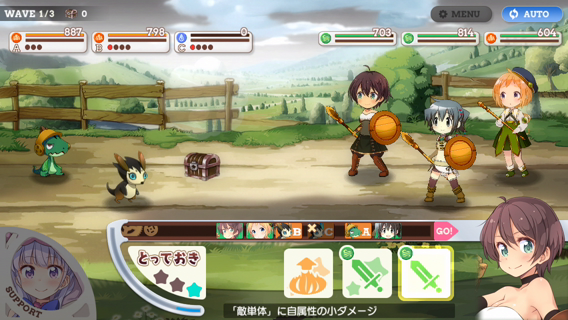 WAVE 1/3 0
MENU
AUTO
887
798
0
703
814
604
A
B
C
B C A GO!
とっておき
SUPPORT
「敵単体」に自属性の小ダメージ